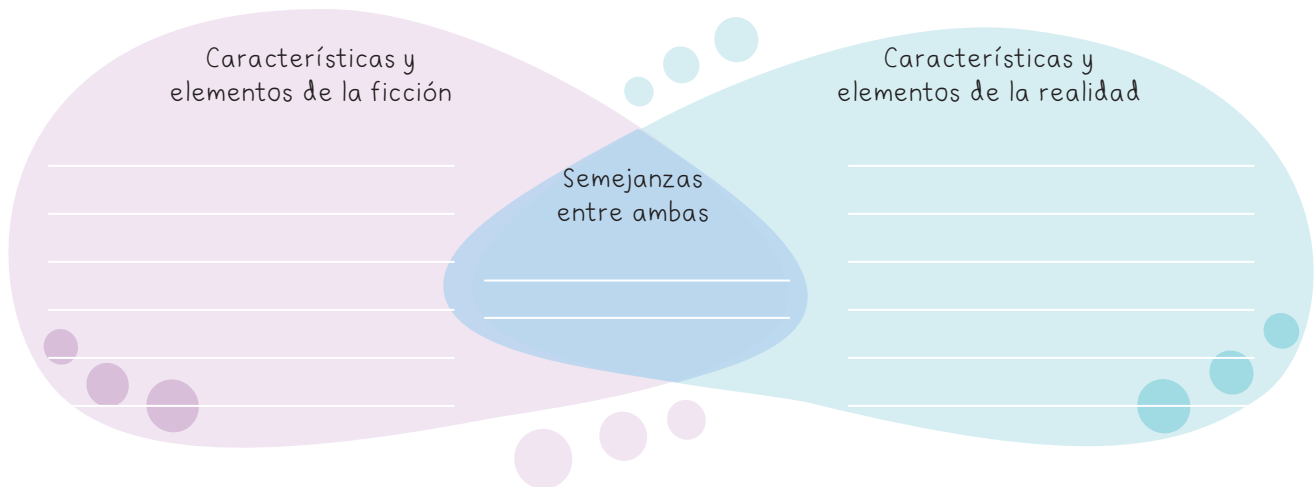 Características y
elementos de la ficción
Semejanzas
entre ambas
Características y
elementos de la realidad